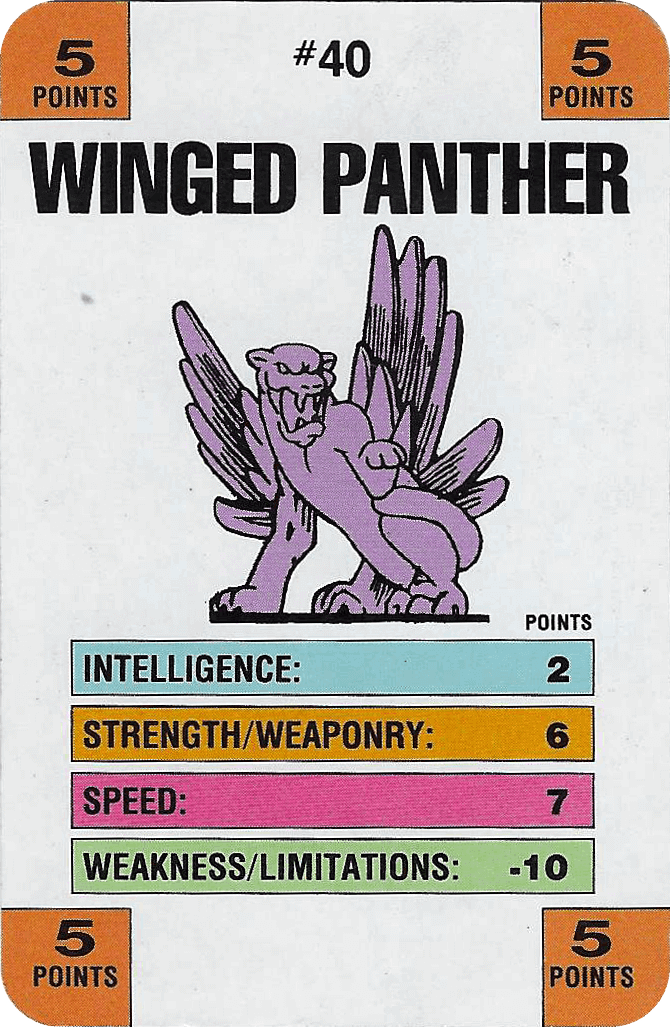 5
POINTS
#40
5
POINTS
WINGED PANTHER
POINTS
INTELLIGENCE: 2
STRENGTH/WEAPONRY: 6
SPEED: 7
WEAKNESS/LIMITATIONS: -10
5
POINTS
5
POINTS